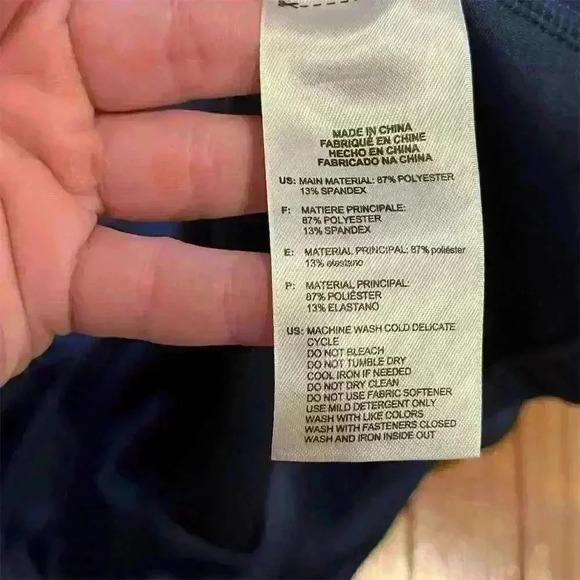 MADE IN CHINA
FABRIQUÉ EN CHINE
HECHO EN CHINA
FABRICADO NA CHINA
US: MAIN MATERIAL: 87% POLYESTER
13% SPANDEX
F: MATIERE PRINCIPALE:
87% POLYESTER
13% SPANDEX
E: MATERIAL PRINCIPAL: 87% poliéster
13% elastano
P: MATERIAL PRINCIPAL:
87% POLIÉSTER
13% ELASTANO
US: MACHINE WASH COLD DELICATE
CYCLE
DO NOT BLEACH
DO NOT TUMBLE DRY
COOL IRON IF NEEDED
DO NOT DRY CLEAN
DO NOT USE FABRIC SOFTENER
USE MILD DETERGENT ONLY
WASH WITH LIKE COLORS
WASH WITH FASTENERS CLOSED
WASH AND IRON INSIDE OUT